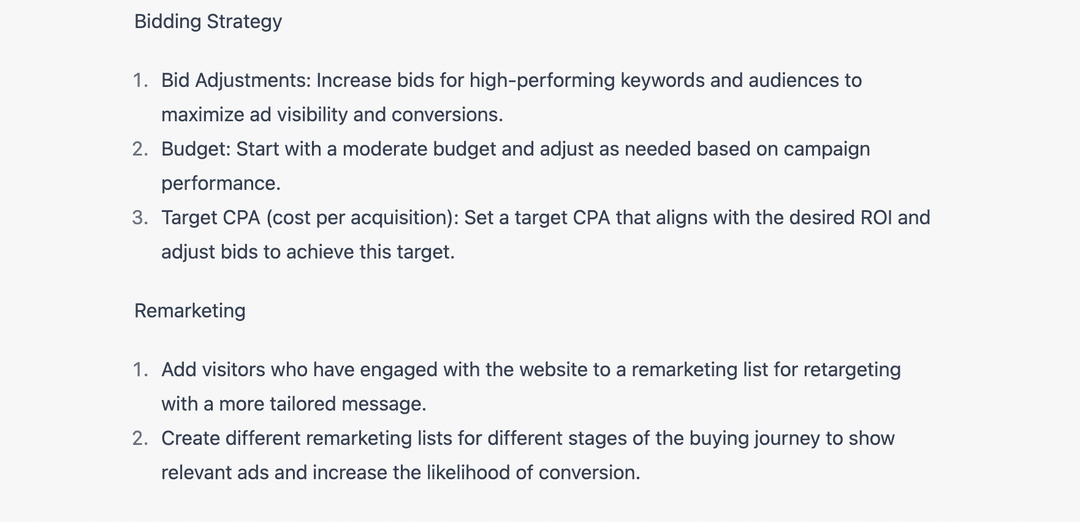 Bidding Strategy
1. Bid Adjustments: Increase bids for high-performing keywords and audiences to
maximize ad visibility and conversions.
2. Budget: Start with a moderate budget and adjust as needed based on campaign
performance.
3. Target CPA (cost per acquisition): Set a target CPA that aligns with the desired ROI and
adjust bids to achieve this target.
Remarketing
1. Add visitors who have engaged with the website to a remarketing list for retargeting
with a more tailored message.
2. Create different remarketing lists for different stages of the buying journey to show
relevant ads and increase the likelihood of conversion.